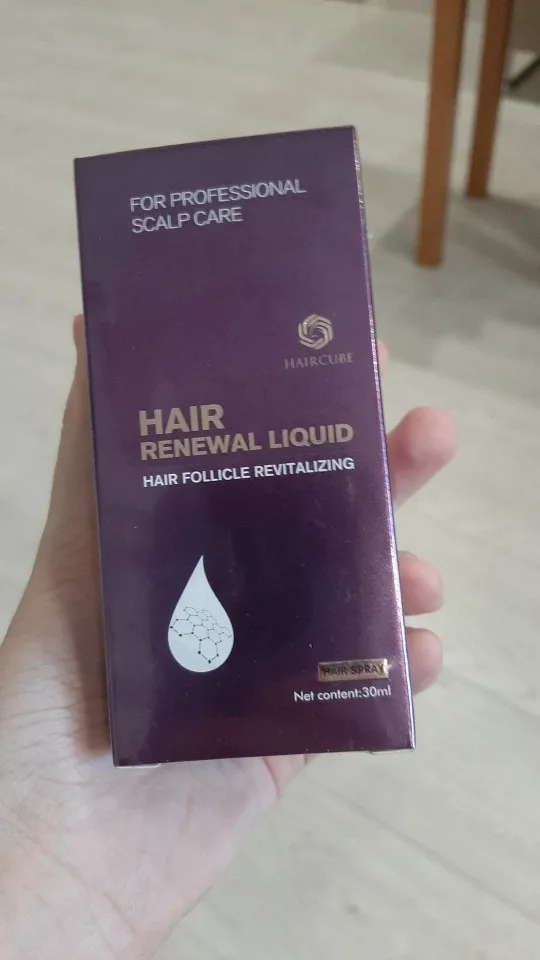 FOR PROFESSIONAL
SCALP CARE
HAIRCUBE
HAIR
RENEWAL LIQUID
HAIR FOLLICLE REVITALIZING
HAIR SPRAY
Net content:30ml